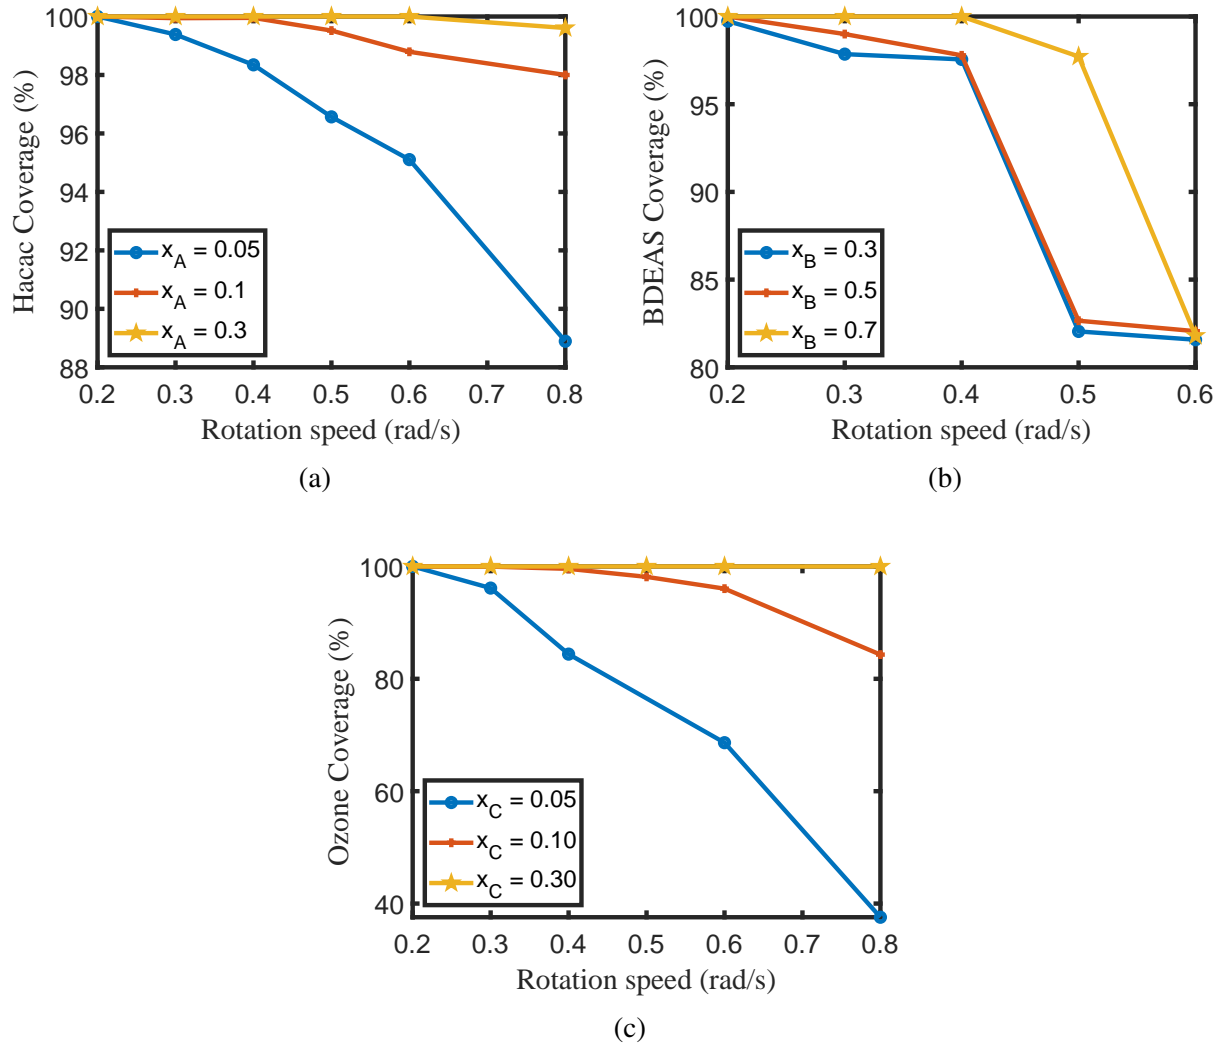 Hacac Coverage (%)
100
98
96
94
92
90
88
x_A = 0.05
x_A = 0.1
x_A = 0.3
0.2 0.3 0.4 0.5 0.6 0.7 0.8
Rotation speed (rad/s)
(a)
BDEAS Coverage (%)
100
95
90
85
80
x_B = 0.3
x_B = 0.5
x_B = 0.7
0.2 0.3 0.4 0.5 0.6
Rotation speed (rad/s)
(b)
Ozone Coverage (%)
100
80
60
40
x_C = 0.05
x_C = 0.10
x_C = 0.30
0.2 0.3 0.4 0.5 0.6 0.7 0.8
Rotation speed (rad/s)
(c)